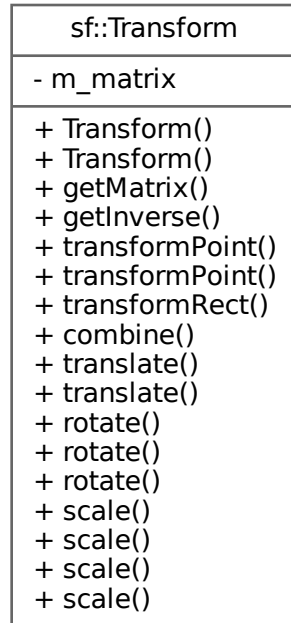 sf::Transform
- m_matrix
+ Transform()
+ Transform()
+ getMatrix()
+ getInverse()
+ transformPoint()
+ transformPoint()
+ transformRect()
+ combine()
+ translate()
+ translate()
+ rotate()
+ rotate()
+ rotate()
+ scale()
+ scale()
+ scale()
+ scale()